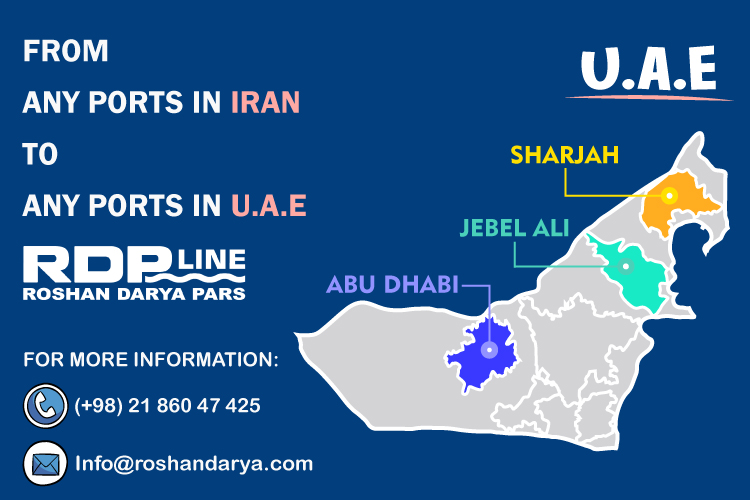 FROM
ANY PORTS IN IRAN
TO
ANY PORTS IN U.A.E
RDP LINE
ROSHAN DARYA PARS
FOR MORE INFORMATION:
(+98) 21 860 47 425
Info@roshandarya.com
U.A.E
SHARJAH
JEBEL ALI
ABU DHABI